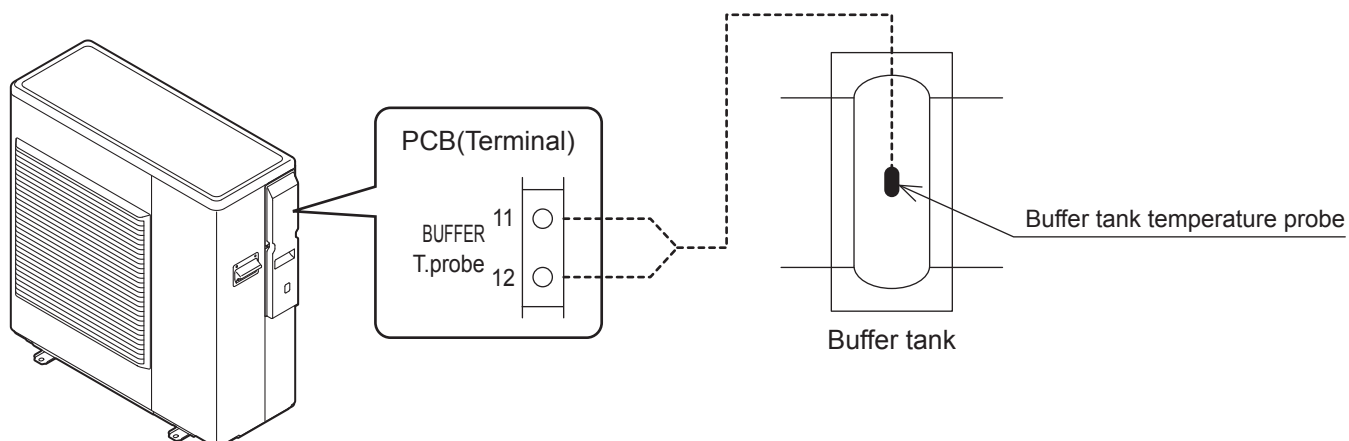 PCB(Terminal)
BUFFER
T.probe
11
12
Buffer tank temperature probe
Buffer tank